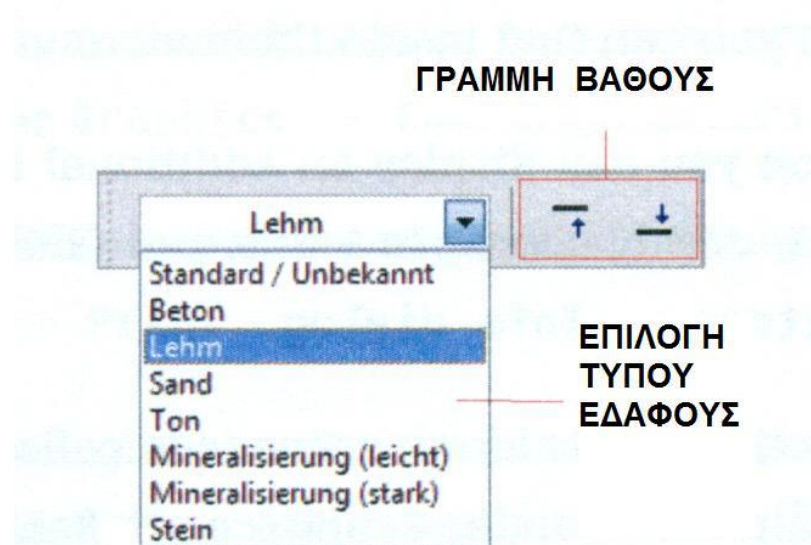 ΓΡΑΜΜΗ ΒΑΘΟΥΣ
Lehm
Standard / Unbekannt
Beton
Lehm
Sand
Ton
Mineralisierung (leicht)
Mineralisierung (stark)
Stein
ΕΠΙΛΟΓΗ
ΤΥΠΟΥ
ΕΔΑΦΟΥΣ